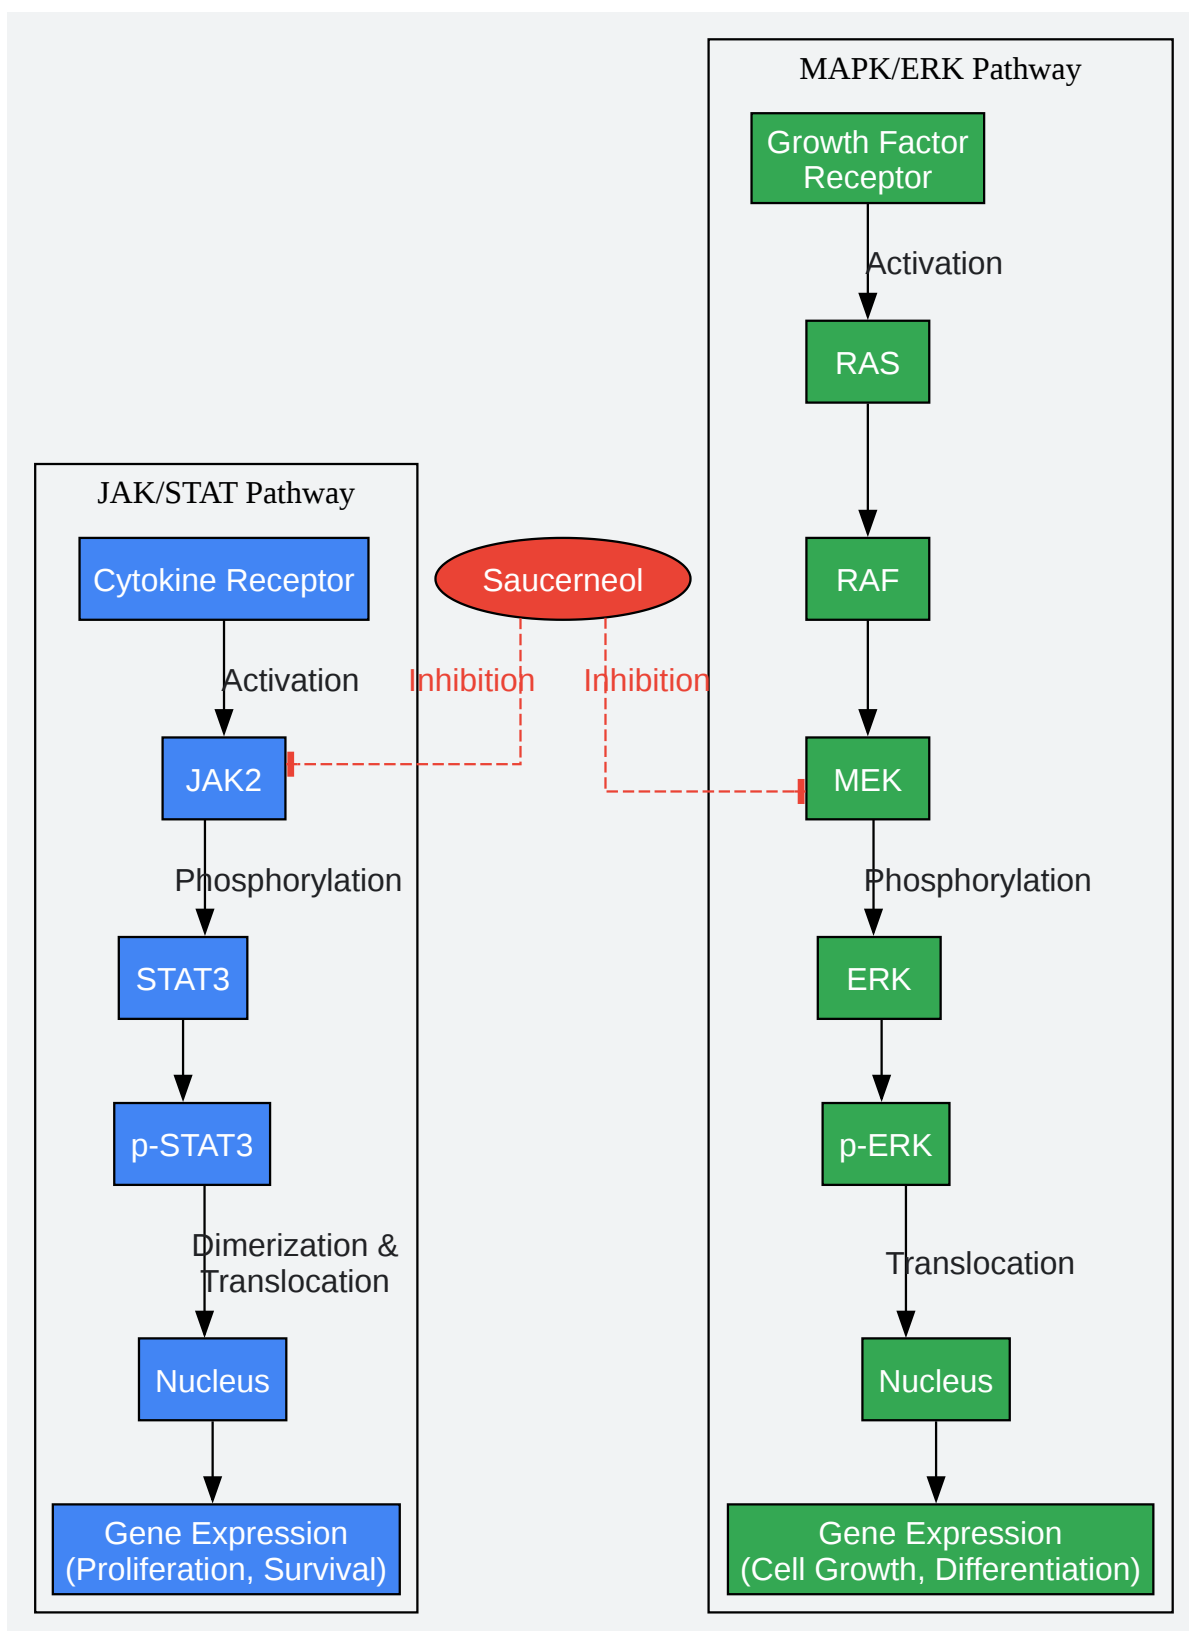 JAK/STAT Pathway
Cytokine Receptor
Activation
JAK2
Phosphorylation
STAT3
p-STAT3
Dimerization &
Translocation
Nucleus
Gene Expression
(Proliferation, Survival)
Saucerneol
Inhibition
Inhibition
MAPK/ERK Pathway
Growth Factor
Receptor
Activation
RAS
RAF
MEK
Phosphorylation
ERK
p-ERK
Translocation
Nucleus
Gene Expression
(Cell Growth, Differentiation)